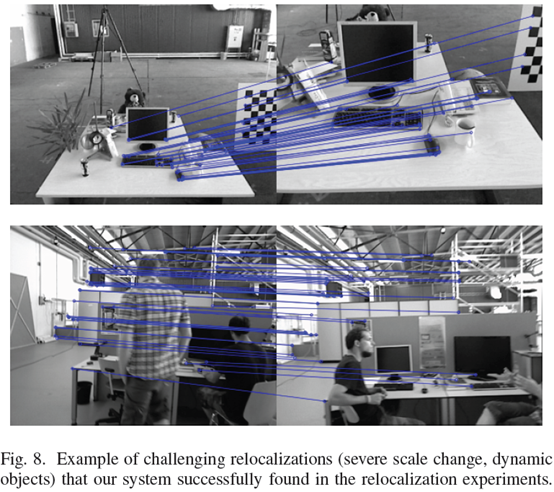 Fig. 8. Example of challenging relocalizations (severe scale change, dynamic
objects) that our system successfully found in the relocalization experiments.